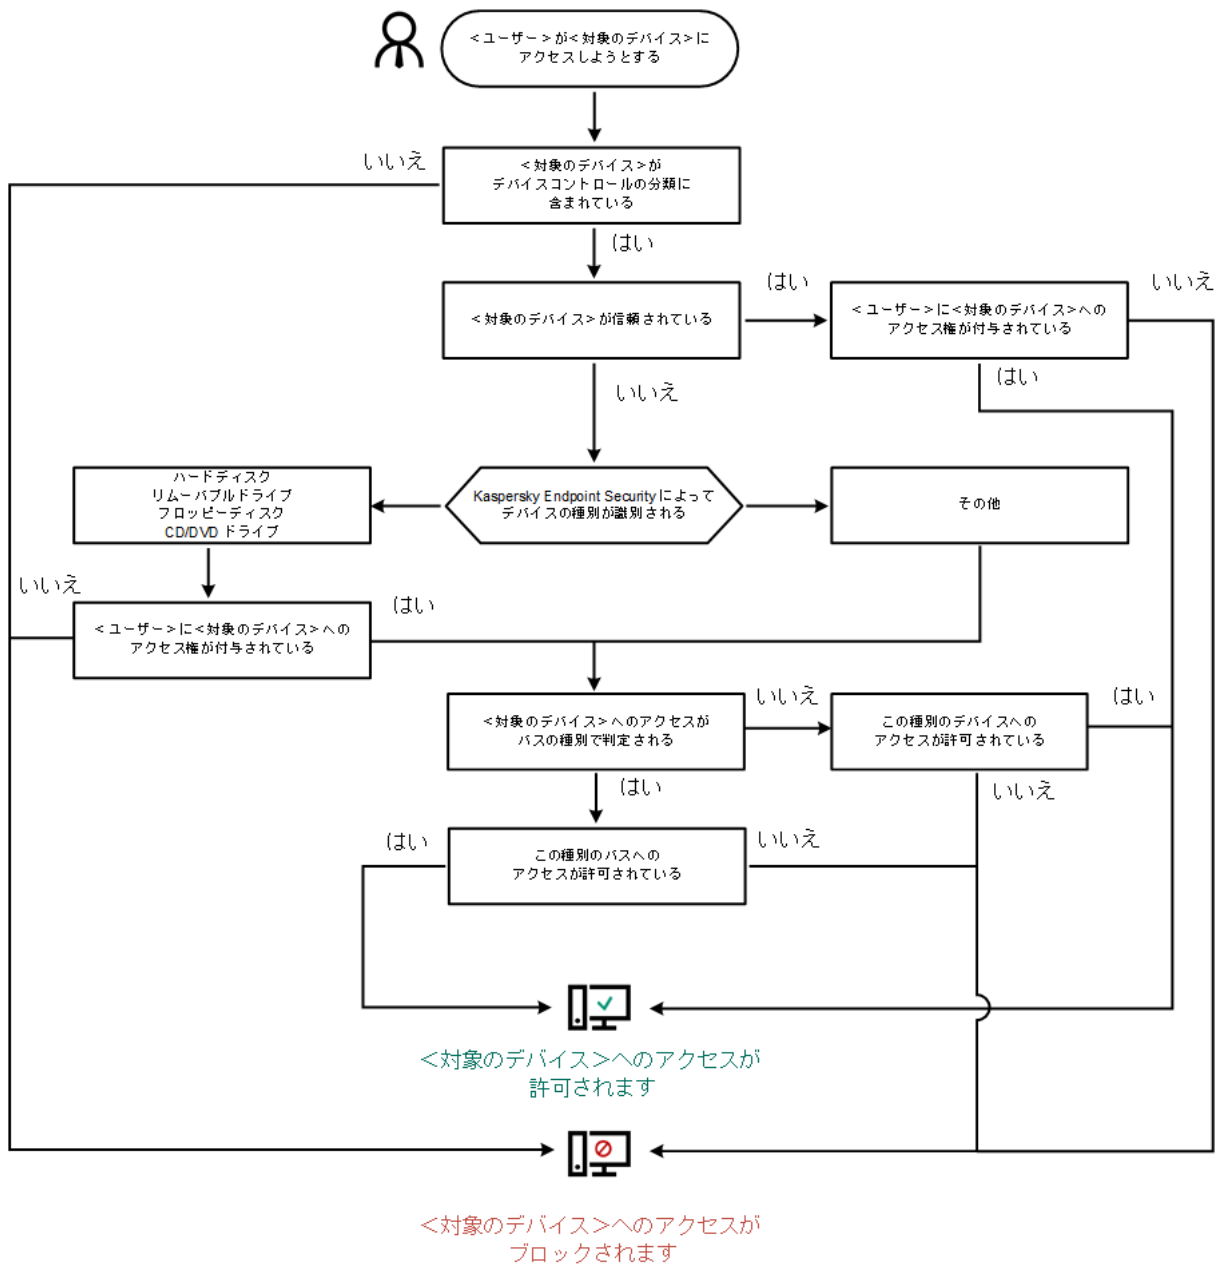 ＜ユーザー＞が＜対象のデバイス＞に
アクセスしようとする
いいえ
＜対象のデバイス＞が
デバイスコントロールの分類に
含まれている
はい
はい
いいえ
＜対象のデバイス＞が信頼されている
＜ユーザー＞に＜対象のデバイス＞への
アクセス権が付与されている
はい
いいえ
ハードディスク
リムーバブルドライブ
フロッピーディスク
CD/DVD ドライブ
Kaspersky Endpoint Security によって
デバイスの種別が識別される
その他
いいえ
はい
＜ユーザー＞に＜対象のデバイス＞への
アクセス権が付与されている
＜対象のデバイス＞へのアクセスが
バスの種別で判定される
いいえ
この種別のデバイスへの
アクセスが許可されている
はい
はい
いいえ
はい
この種別のバスへの
アクセスが許可されている
いいえ
＜対象のデバイス＞へのアクセスが
許可されます
＜対象のデバイス＞へのアクセスが
ブロックされます